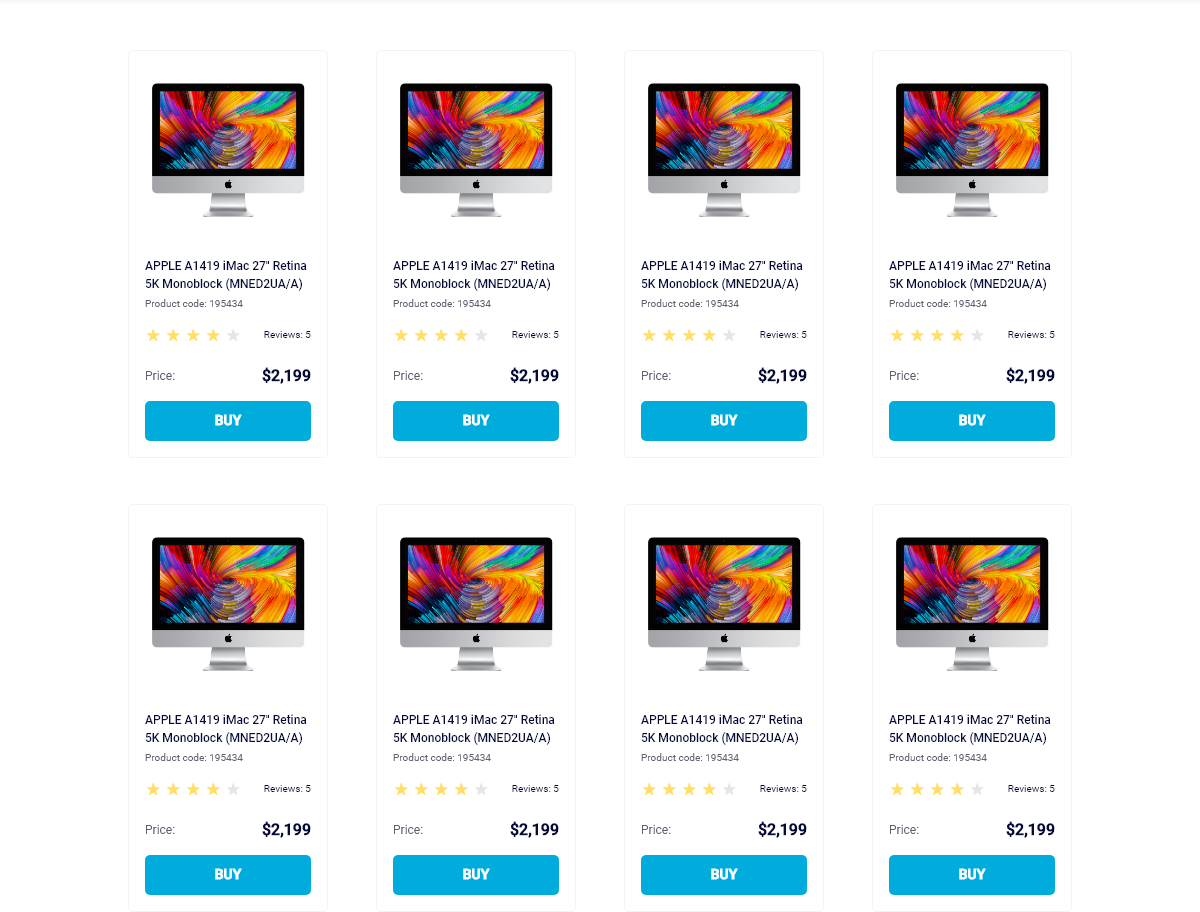 APPLE A1419 iMac 27" Retina
5K Monoblock (MNED2UA/A)
Product code: 195434
Reviews: 5
Price: $2,199
BUY
APPLE A1419 iMac 27" Retina
5K Monoblock (MNED2UA/A)
Product code: 195434
Reviews: 5
Price: $2,199
BUY
APPLE A1419 iMac 27" Retina
5K Monoblock (MNED2UA/A)
Product code: 195434
Reviews: 5
Price: $2,199
BUY
APPLE A1419 iMac 27" Retina
5K Monoblock (MNED2UA/A)
Product code: 195434
Reviews: 5
Price: $2,199
BUY
APPLE A1419 iMac 27" Retina
5K Monoblock (MNED2UA/A)
Product code: 195434
Reviews: 5
Price: $2,199
BUY
APPLE A1419 iMac 27" Retina
5K Monoblock (MNED2UA/A)
Product code: 195434
Reviews: 5
Price: $2,199
BUY
APPLE A1419 iMac 27" Retina
5K Monoblock (MNED2UA/A)
Product code: 195434
Reviews: 5
Price: $2,199
BUY
APPLE A1419 iMac 27" Retina
5K Monoblock (MNED2UA/A)
Product code: 195434
Reviews: 5
Price: $2,199
BUY